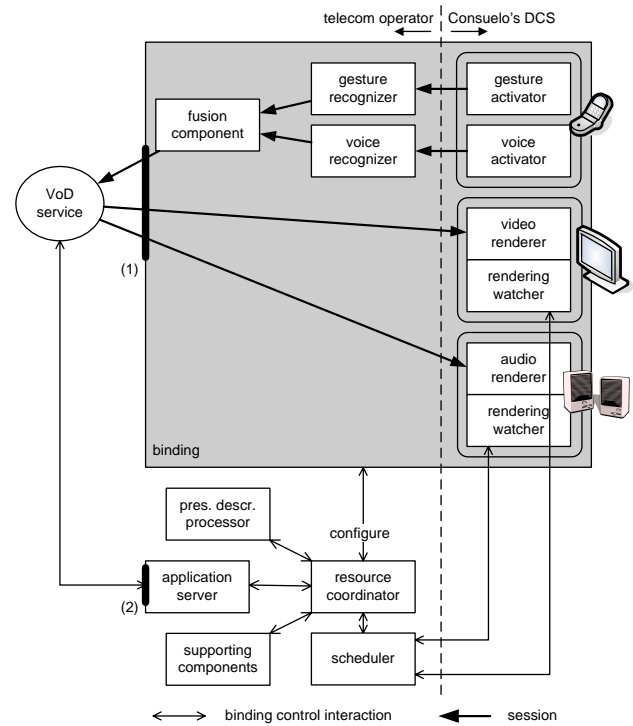 telecom operator
Consuelo's DCS
gesture
recognizer
gesture
activator
fusion
component
voice
recognizer
voice
activator
VoD
service
video
renderer
(1)
rendering
watcher
audio
renderer
rendering
watcher
binding
pres. descr.
processor
configure
application
server
resource
coordinator
(2)
supporting
components
scheduler
binding control interaction
session